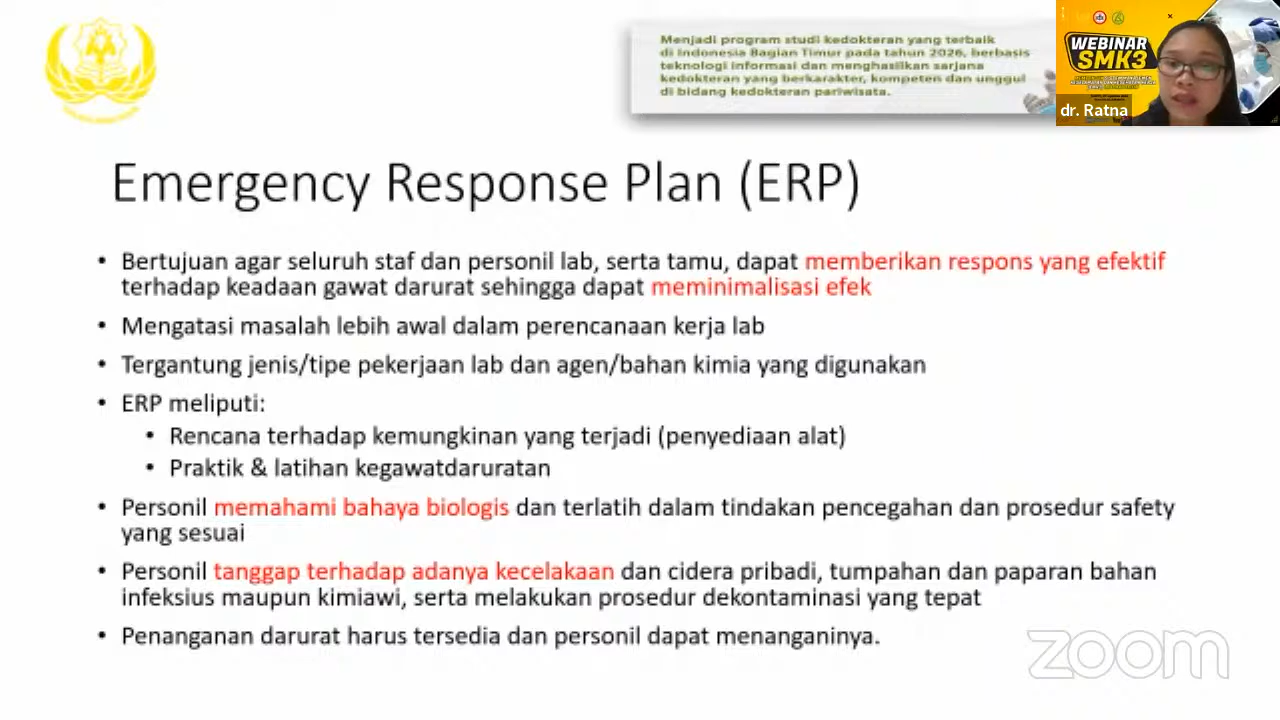 Menjadi program studi kedokteran yang terbaik
di Indonesia Bagian Timur pada tahun 2026, berbasis
teknologi informasi dan menghasilkan sarjana
kedokteran yang berkarakter, kompeten dan unggul
di bidang kedokteran pariwisata.
WEBINAR
SMK3
dr. Ratna
Emergency Response Plan (ERP)
• Bertujuan agar seluruh staf dan personil lab, serta tamu, dapat memberikan respons yang efektif
terhadap keadaan gawat darurat sehingga dapat meminimalisasi efek
• Mengatasi masalah lebih awal dalam perencanaan kerja lab
• Tergantung jenis/tipe pekerjaan lab dan agen/bahan kimia yang digunakan
• ERP meliputi:
• Rencana terhadap kemungkinan yang terjadi (penyediaan alat)
• Praktik & latihan kegawatdaruratan
• Personil memahami bahaya biologis dan terlatih dalam tindakan pencegahan dan prosedur safety
yang sesuai
• Personil tanggap terhadap adanya kecelakaan dan cidera pribadi, tumpahan dan paparan bahan
infeksius maupun kimiawi, serta melakukan prosedur dekontaminasi yang tepat
• Penanganan darurat harus tersedia dan personil dapat menanganinya.
zoom